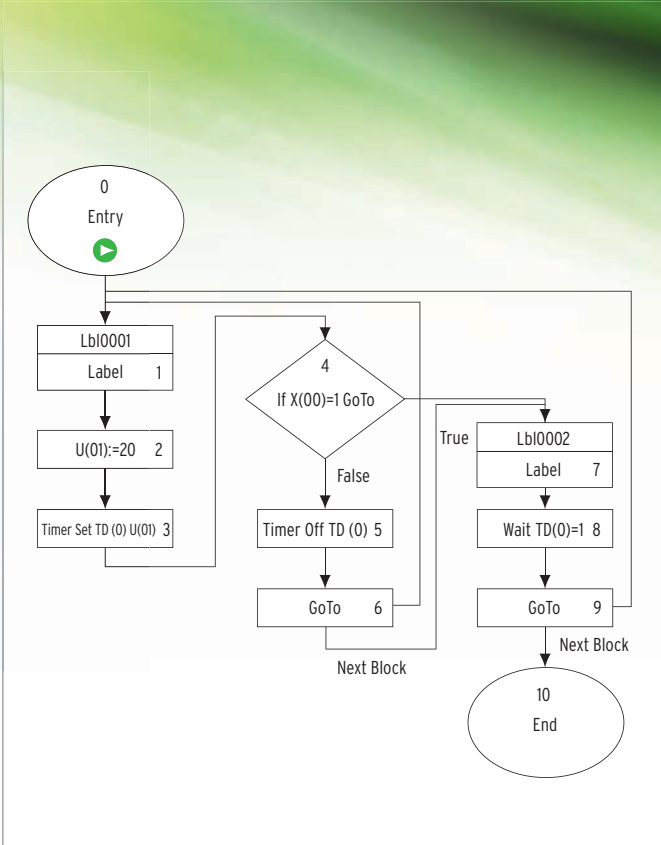 0
Entry
Lbl0001
Label 1
U(01):=20 2
Timer Set TD (0) U(01) 3
4
If X(00)=1 GoTo
False
Timer Off TD (0) 5
GoTo 6
Next Block
True
Lbl0002
Label 7
Wait TD(0)=1 8
GoTo 9
Next Block
10
End